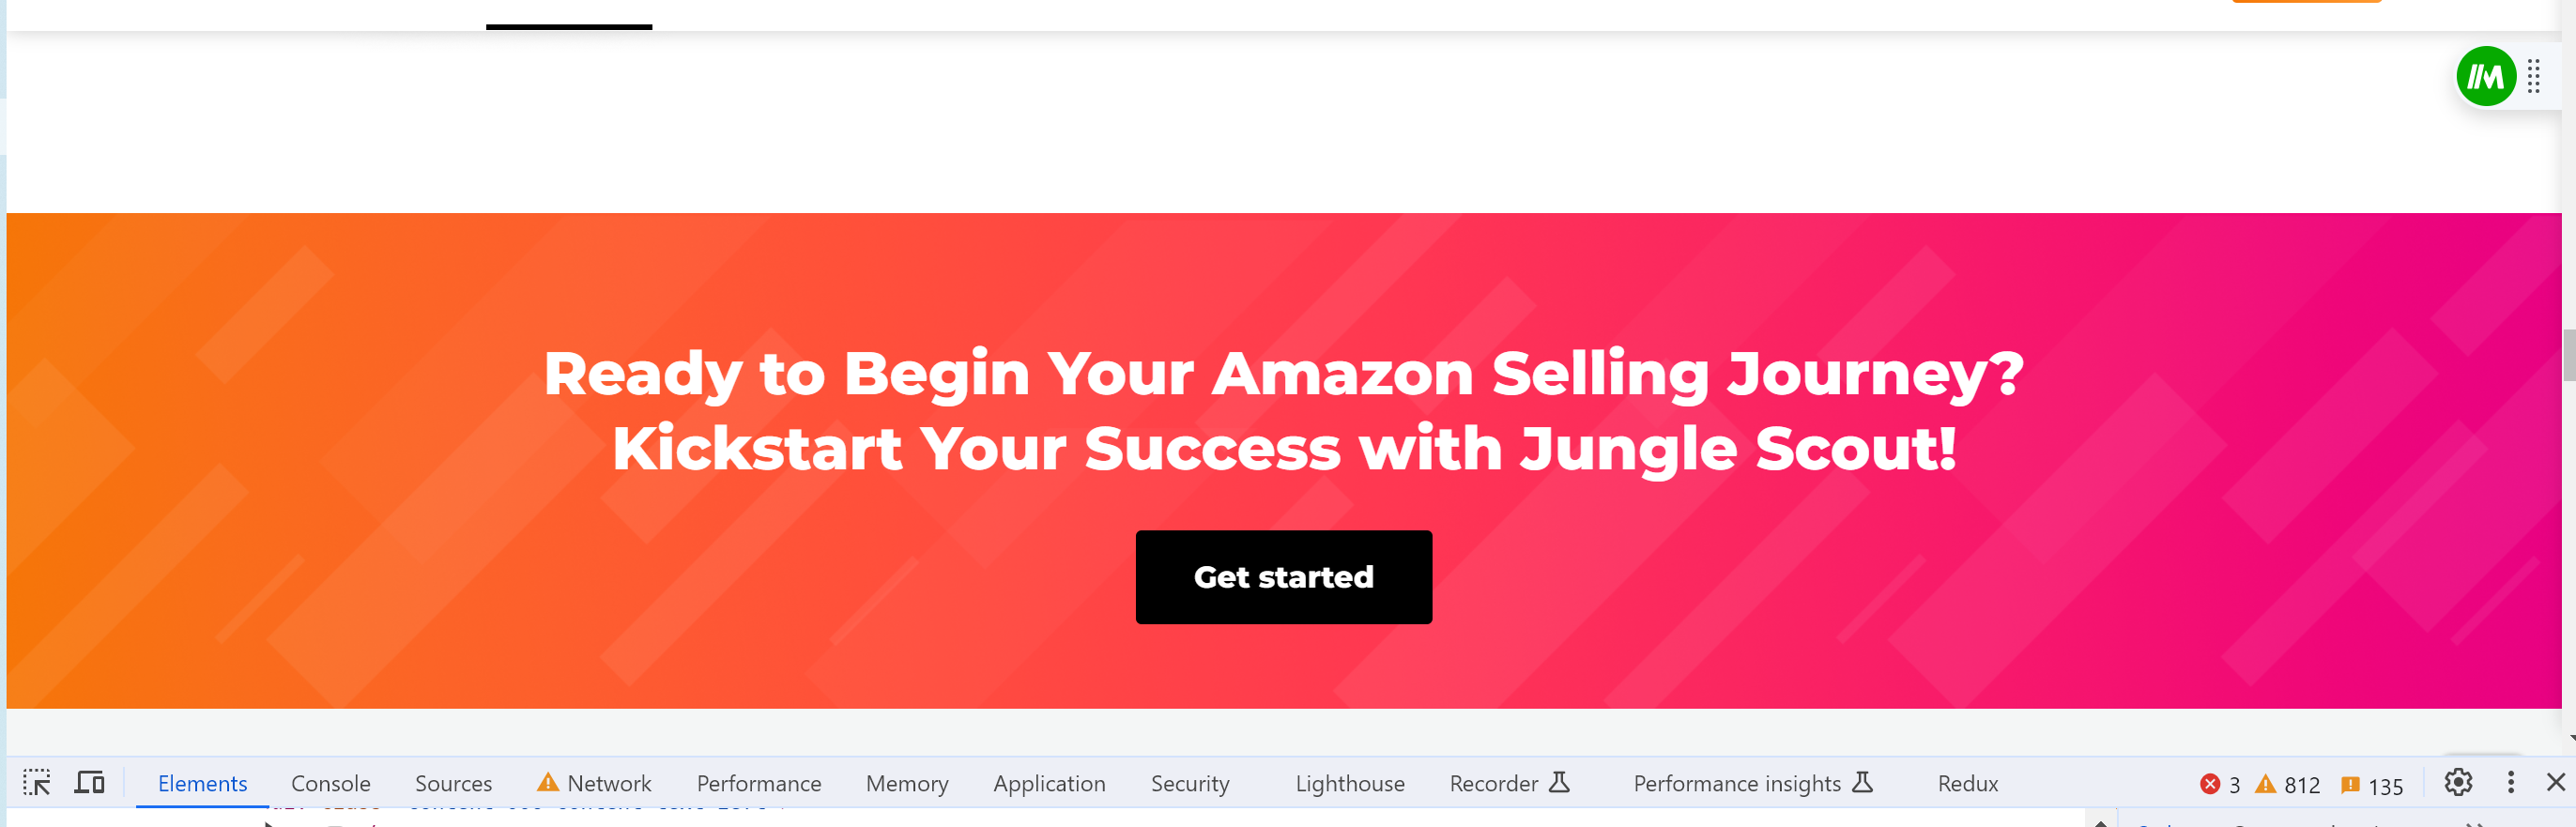 Ready to Begin Your Amazon Selling Journey?
Kickstart Your Success with Jungle Scout!
Get started
Elements Console Sources Network Performance Memory Application Security Lighthouse Recorder Performance insights Redux 3 812 135